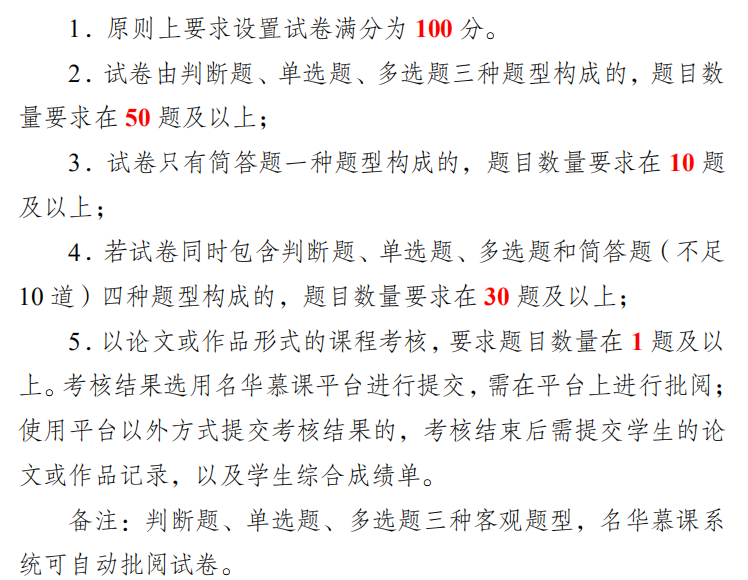 1. 原则上要求设置试卷满分为 100 分。
2. 试卷由判断题、单选题、多选题三种题型构成的，题目数
量要求在 50 题及以上；
3. 试卷只有简答题一种题型构成的，题目数量要求在 10 题
及以上；
4. 若试卷同时包含判断题、单选题、多选题和简答题（不足
10 道）四种题型构成的，题目数量要求在 30 题及以上；
5. 以论文或作品形式的课程考核，要求题目数量在 1 题及以
上。考核结果选用名华慕课平台进行提交，需在平台上进行批阅；
使用平台以外方式提交考核结果的，考核结束后需提交学生的论
文或作品记录，以及学生综合成绩单。
备注：判断题、单选题、多选题三种客观题型，名华慕课系
统可自动批阅试卷。